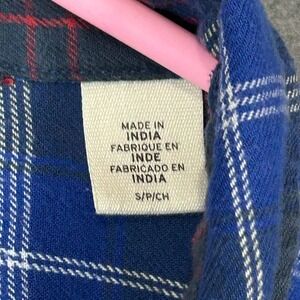 MADE IN
INDIA
FABRIQUE EN
INDE
FABRICADO EN
INDIA
S/P/CH